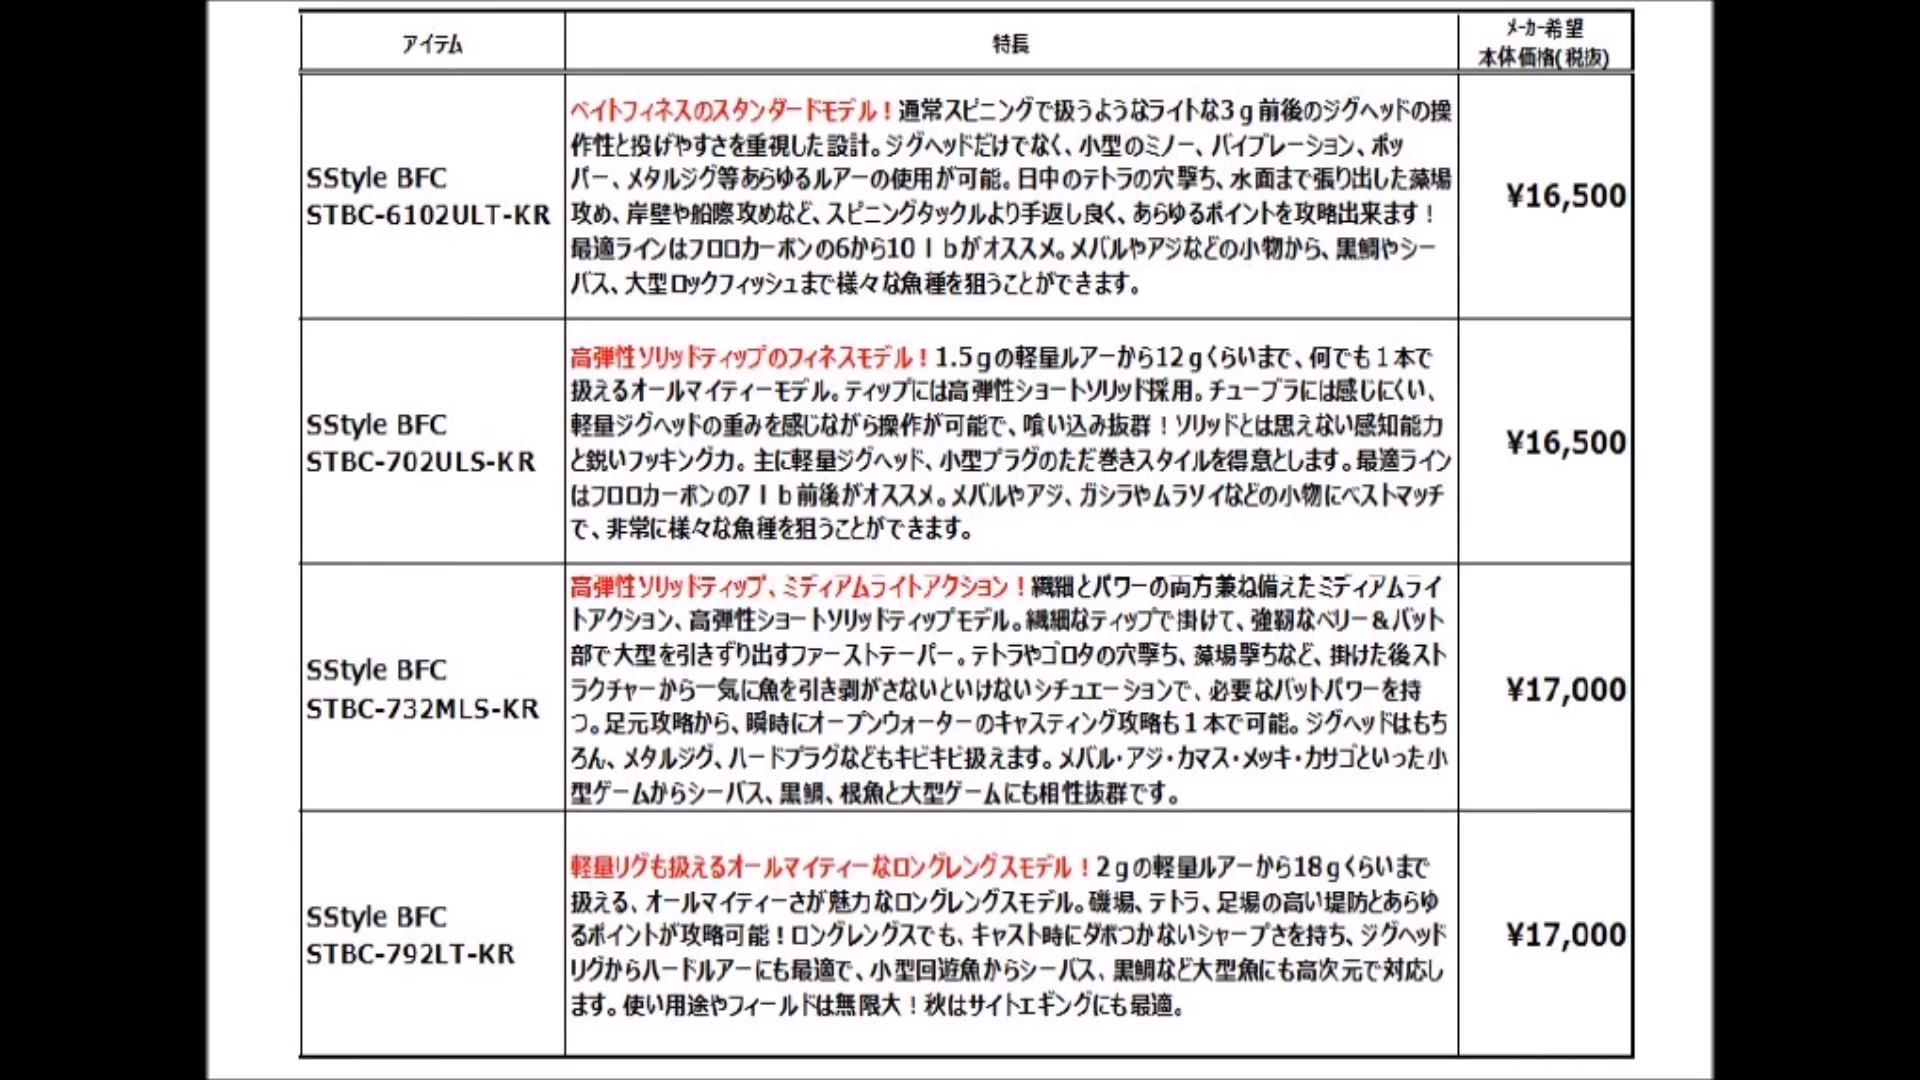 アイテム
特長
ﾒｰｶｰ希望
本体価格(税抜)
SStyle BFC
STBC-6102ULT-KR
ベイトフィネスのスタンダードモデル！通常スピニングで扱うようなライトな3ｇ前後のジグヘッドの操
作性と投げやすさを重視した設計。ジグヘッドだけでなく、小型のミノー、バイブレーション、ポッ
パー、メタルジグ等あらゆるルアーの使用が可能。日中のテトラの穴撃ち、水面まで張り出した藻場
攻め、岸壁や船際攻めなど、スピニングタックルより手返し良く、あらゆるポイントを攻略出来ます！
最適ラインはフロロカーボンの6から10ｌｂがオススメ。メバルやアジなどの小物から、黒鯛やシー
バス、大型ロックフィッシュまで様々な魚種を狙うことができます。
¥16,500
SStyle BFC
STBC-702ULS-KR
高弾性ソリッドティップのフィネスモデル！1.5ｇの軽量ルアーから12ｇくらいまで、何でも１本で
扱えるオールマイティーモデル。ティップには高弾性ショートソリッド採用。チューブラには感じにくい、
軽量ジグヘッドの重みを感じながら操作が可能で、喰い込み抜群！ソリッドとは思えない感知能力
と鋭いフッキング力。主に軽量ジグヘッド、小型プラグのただ巻きスタイルを得意とします。最適ライン
はフロロカーボンの7ｌｂ前後がオススメ。メバルやアジ、ガシラやムラソイなどの小物にベストマッチ
で、非常に様々な魚種を狙うことができます。
¥16,500
SStyle BFC
STBC-732MLS-KR
高弾性ソリッドティップ、ミディアムライトアクション！繊細とパワーの両方兼ね備えたミディアムライ
トアクション、高弾性ショートソリッドティップモデル。繊細なティップで掛けて、強靭なベリー＆バット
部で大型を引きずり出すファーストテーパー。テトラやゴロタの穴撃ち、藻場撃ちなど、掛けた後スト
ラクチャーから一気に魚を引き剥がさないといけないシチュエーションで、必要なバットパワーを持
つ。足元攻略から、瞬時にオープンウォーターのキャスティング攻略も１本で可能。ジグヘッドはもち
ろん、メタルジグ、ハードプラグなどもキビキビ扱えます。メバル・アジ・カマス・メッキ・カサゴといった小
型ゲームからシーバス、黒鯛、根魚と大型ゲームにも相性抜群です。
¥17,000
SStyle BFC
STBC-792LT-KR
軽量リグも扱えるオールマイティーなロングレングスモデル！2ｇの軽量ルアーから18ｇくらいまで
扱える、オールマイティーさが魅力なロングレングスモデル。磯場、テトラ、足場の高い堤防とあらゆ
るポイントが攻略可能！ロングレングスでも、キャスト時にダボつかないシャープさを持ち、ジグヘッド
リグからハードルアーにも最適で、小型回遊魚からシーバス、黒鯛など大型魚にも高次元で対応し
ます。使い用途やフィールドは無限大！秋はサイトエギングにも最適。
¥17,000